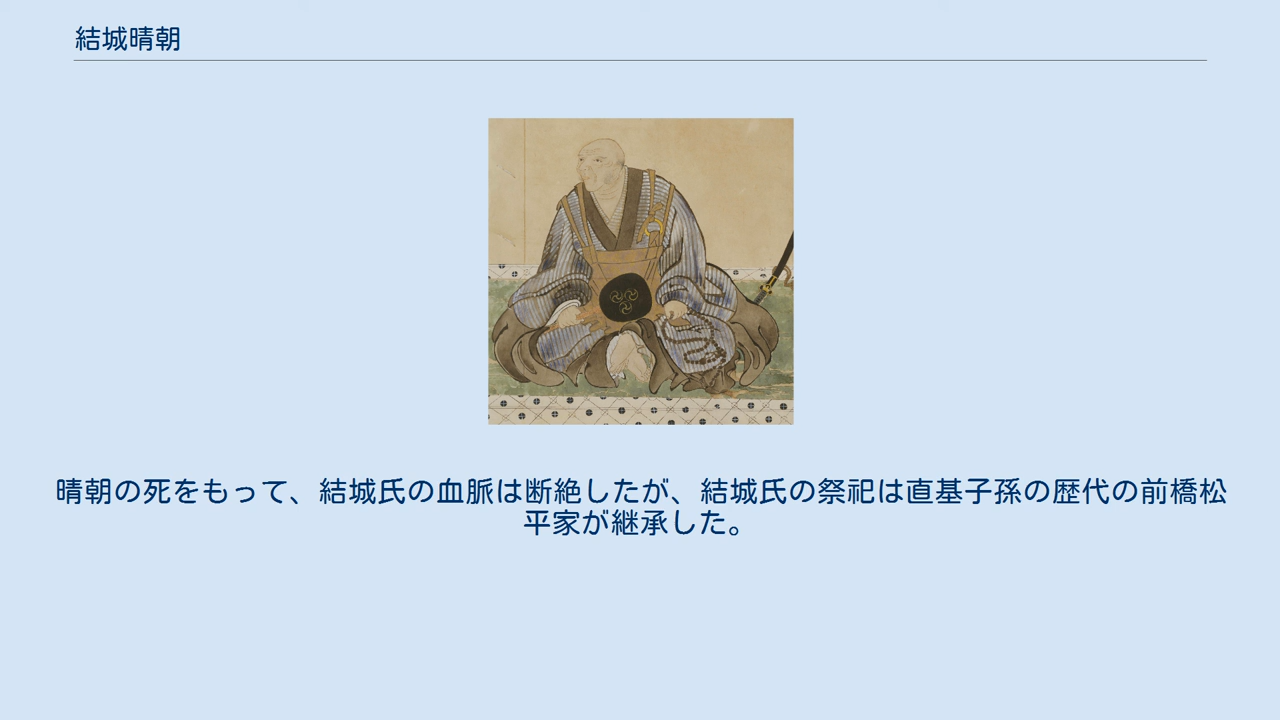 結城晴朝
晴朝の死をもって、結城氏の血脈は断絶したが、結城氏の祭祀は直基子孫の歴代の前橋松
平家が継承した。